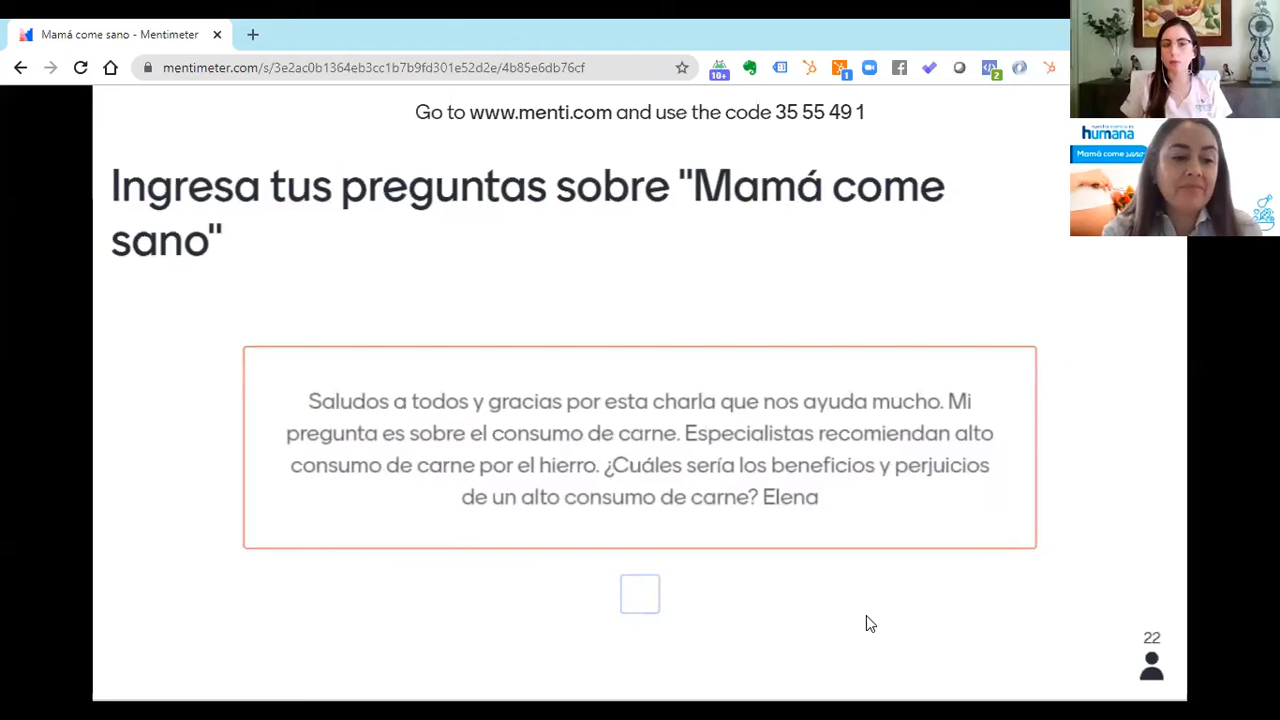 Mamá come sano - Mentimeter
mentimeter.com/s/3e2ac0b1364eb3cc1b7b9fd301e52d2e/4b85e6db76cf
10+
1
2
Go to www.menti.com and use the code 35 55 49 1
humana
Mamá come sano
Ingresa tus preguntas sobre "Mamá come
sano"
Saludos a todos y gracias por esta charla que nos ayuda mucho. Mi
pregunta es sobre el consumo de carne. Especialistas recomiendan alto
consumo de carne por el hierro. ¿Cuáles sería los beneficios y perjuicios
de un alto consumo de carne? Elena
22